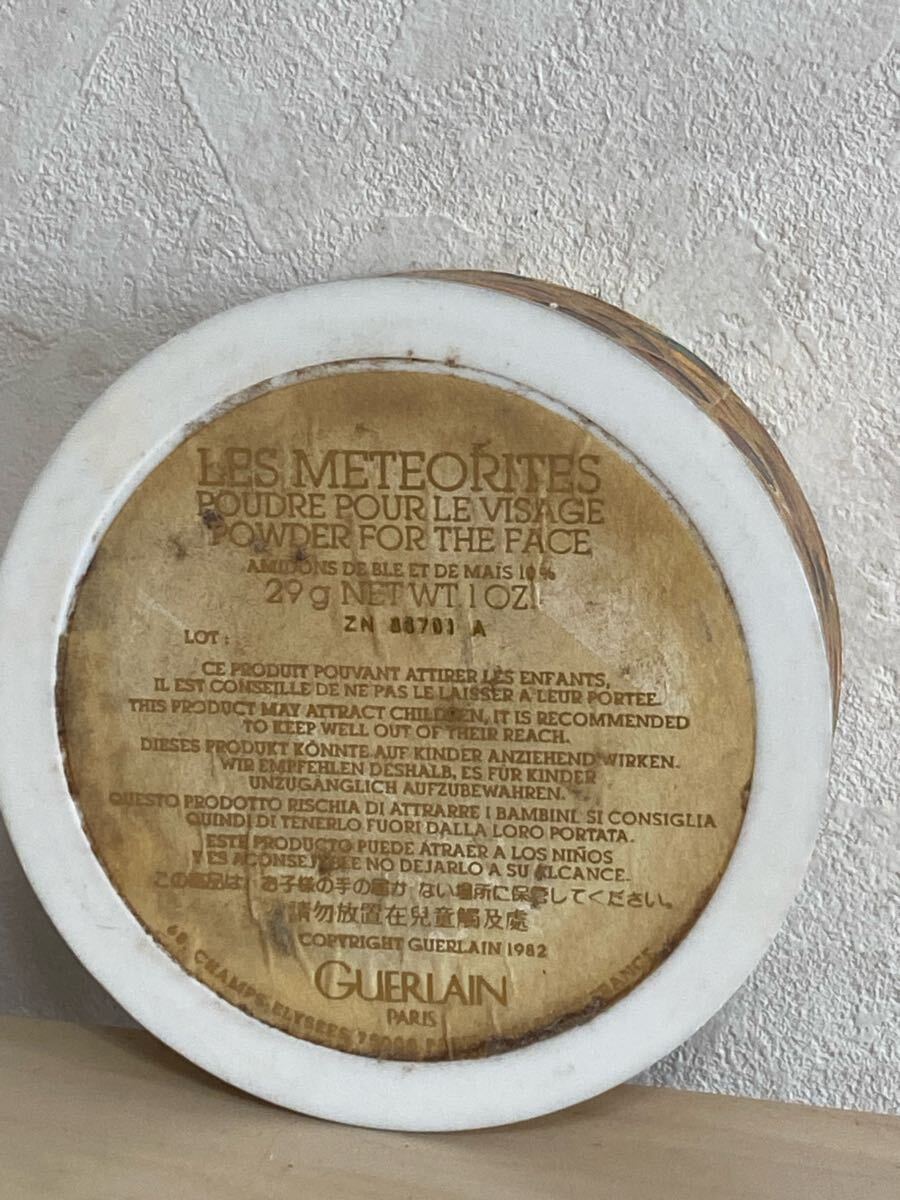 LES METEORITES
POUDRE POUR LE VISAGE
POWDER FOR THE FACE
AMIDONS DE BLE ET DE MAÏS 10%
29g NET WT 1 OZ
ZN 88701 A
LOT :
CE PRODUIT POUVANT ATTIRER LES ENFANTS,
IL EST CONSEILLE DE NE PAS LE LAISSER A LEUR PORTEE.
THIS PRODUCT MAY ATTRACT CHILDREN, IT IS RECOMMENDED
TO KEEP WELL OUT OF THEIR REACH.
DIESES PRODUKT KÖNNTE AUF KINDER ANZIEHEND WIRKEN.
WIR EMPFEHLEN DESHALB, ES FÜR KINDER
UNZUGÄNGLICH AUFZUBEWAHREN.
QUESTO PRODOTTO RISCHIA DI ATTRARRE I BAMBINI. SI CONSIGLIA
QUINDI DI TENERLO FUORI DALLA LORO PORTATA.
ESTE PRODUCTO PUEDE ATRAER A LOS NIÑOS
Y ES ACONSEJABLE NO DEJARLO A SU ALCANCE.
この商品は、お子様の手の届かない場所に保管してください。
請勿放置在兒童觸及處
COPYRIGHT GUERLAIN 1982
GUERLAIN
PARIS
68, CHAMPS-ELYSEES 75008 FRANCE